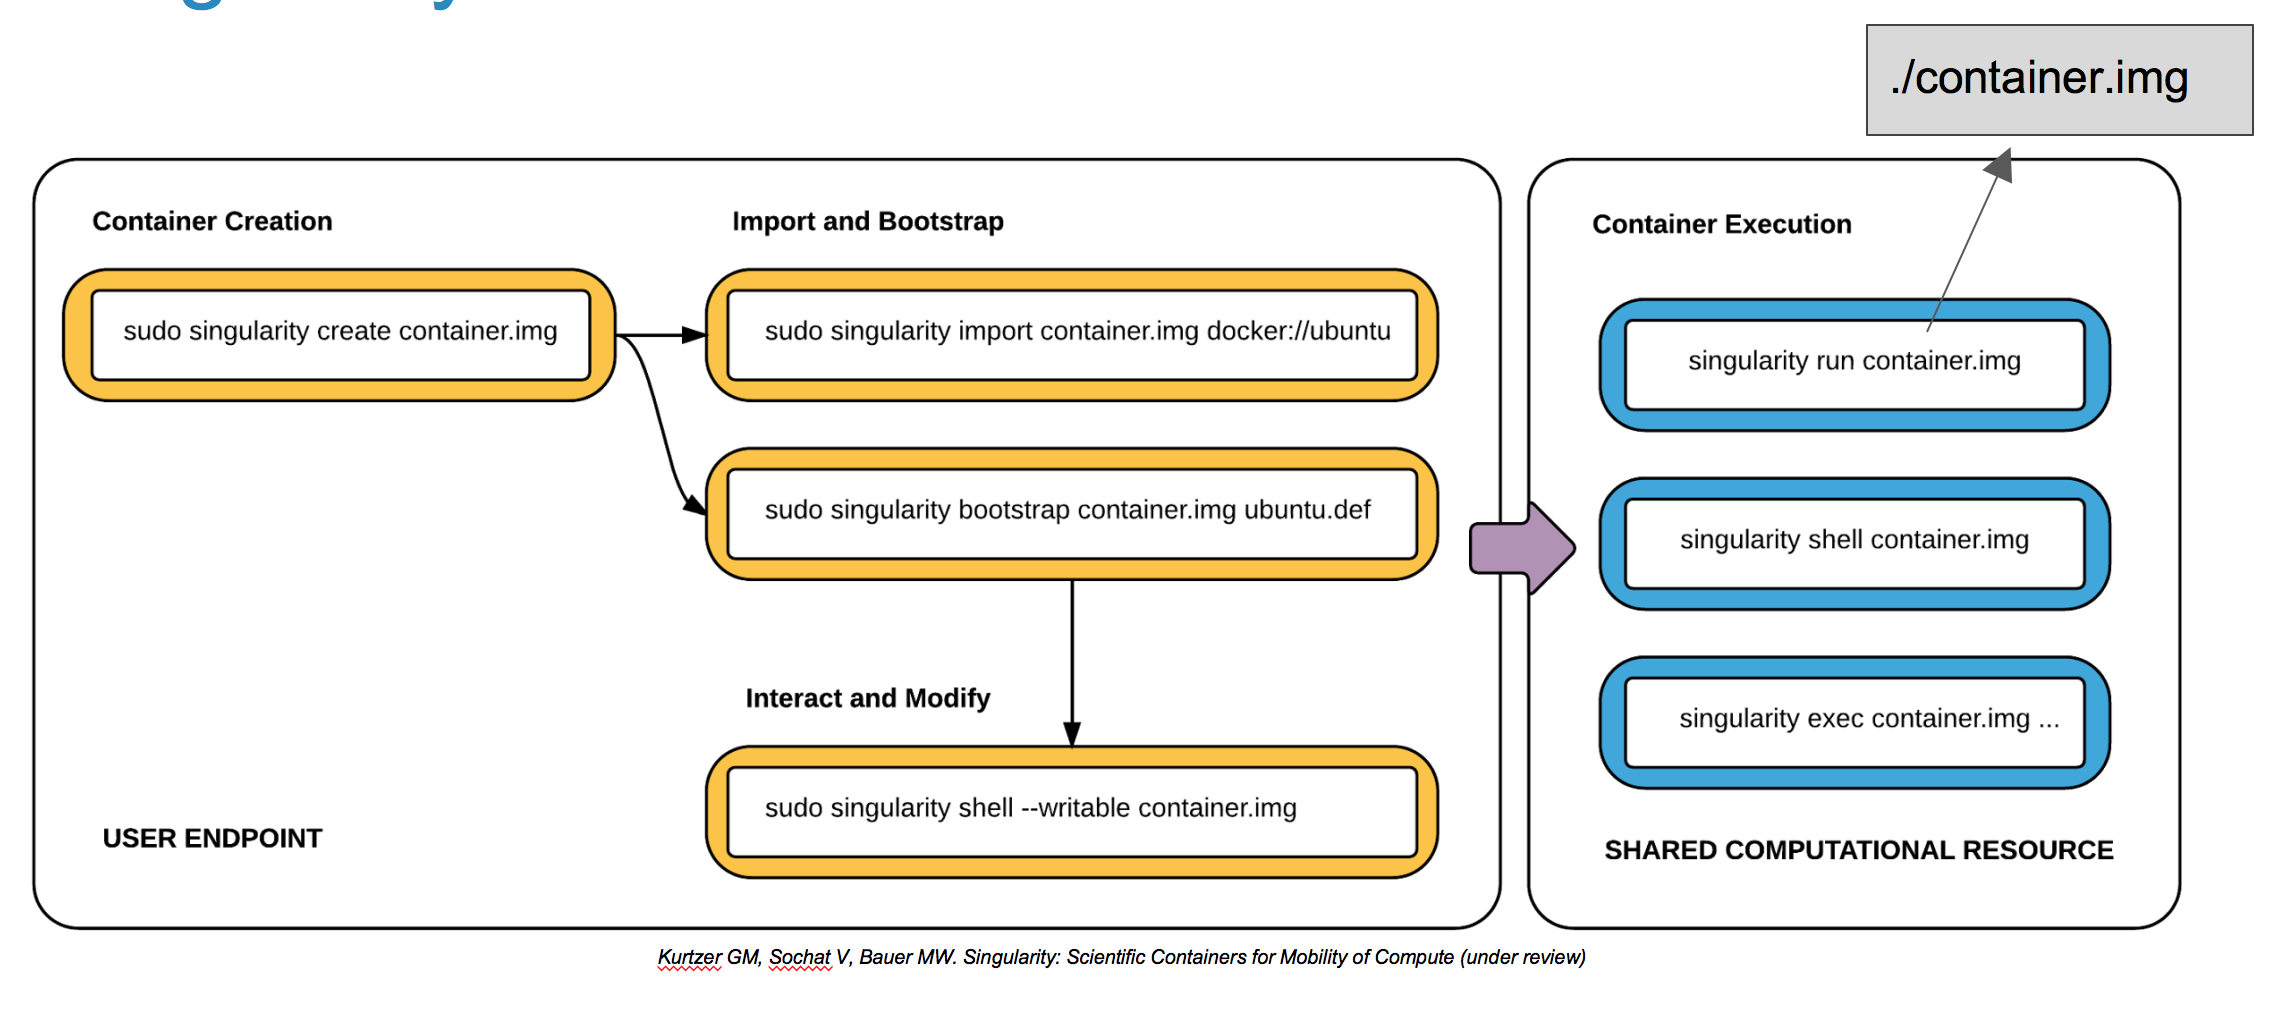 ./container.img
Container Creation
Import and Bootstrap
Container Execution
sudo singularity create container.img
sudo singularity import container.img docker://ubuntu
singularity run container.img
sudo singularity bootstrap container.img ubuntu.def
singularity shell container.img
Interact and Modify
singularity exec container.img ...
sudo singularity shell --writable container.img
USER ENDPOINT
SHARED COMPUTATIONAL RESOURCE
Kurtzer GM, Sochat V, Bauer MW. Singularity: Scientific Containers for Mobility of Compute (under review)